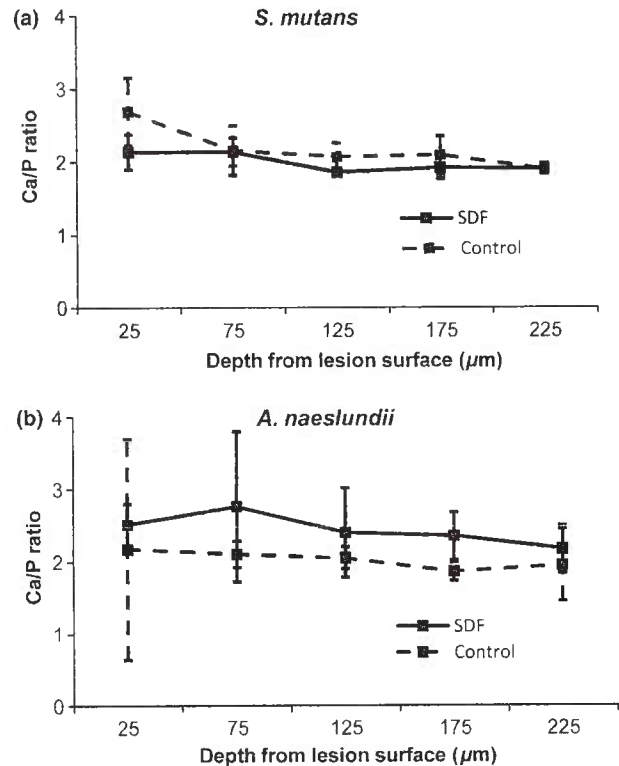 (a) S. mutans
4
3
2
1
0
Ca/P ratio
SDF
Control
25 75 125 175 225
Depth from lesion surface (µm)
(b) A. naeslundii
4
3
2
1
0
Ca/P ratio
SDF
Control
25 75 125 175 225
Depth from lesion surface (µm)